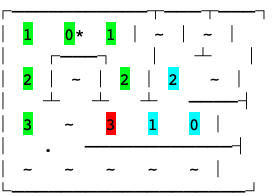 1 0* 1 | ~ | ~ |
2 | ~ | 2 | 2 ~ |
3 ~ 3 1 0 |
.
~ ~ ~ ~ ~ |